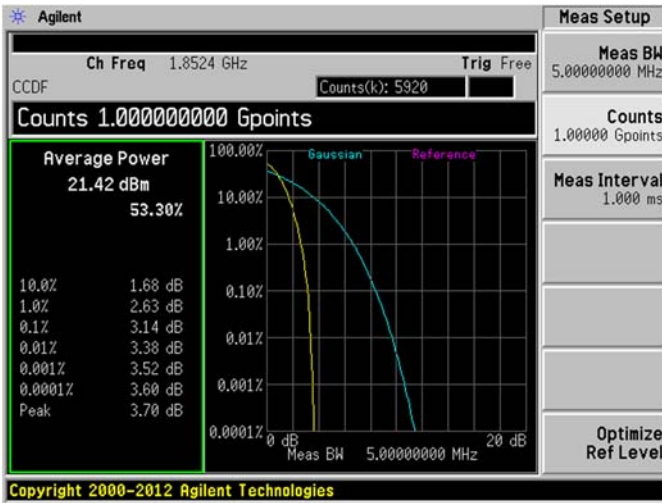 Agilent
Meas Setup
Ch Freq 1.8524 GHz Trig Free
CCDF
Counts(k): 5920
Counts 1.000000000 Gpoints
Average Power
21.42 dBm
53.30%
10.0% 1.68 dB
1.0% 2.63 dB
0.1% 3.14 dB
0.01% 3.38 dB
0.001% 3.52 dB
0.0001% 3.60 dB
Peak 3.70 dB
100.00%
Gaussian
Reference
10.00%
1.00%
0.10%
0.01%
0.001%
0.0001%
0 dB 20 dB
Meas BW 5.00000000 MHz
Meas BW
5.00000000 MHz
Counts
1.00000 Gpoints
Meas Interval
1.000 ms
Optimize
Ref Level
Copyright 2000-2012 Agilent Technologies